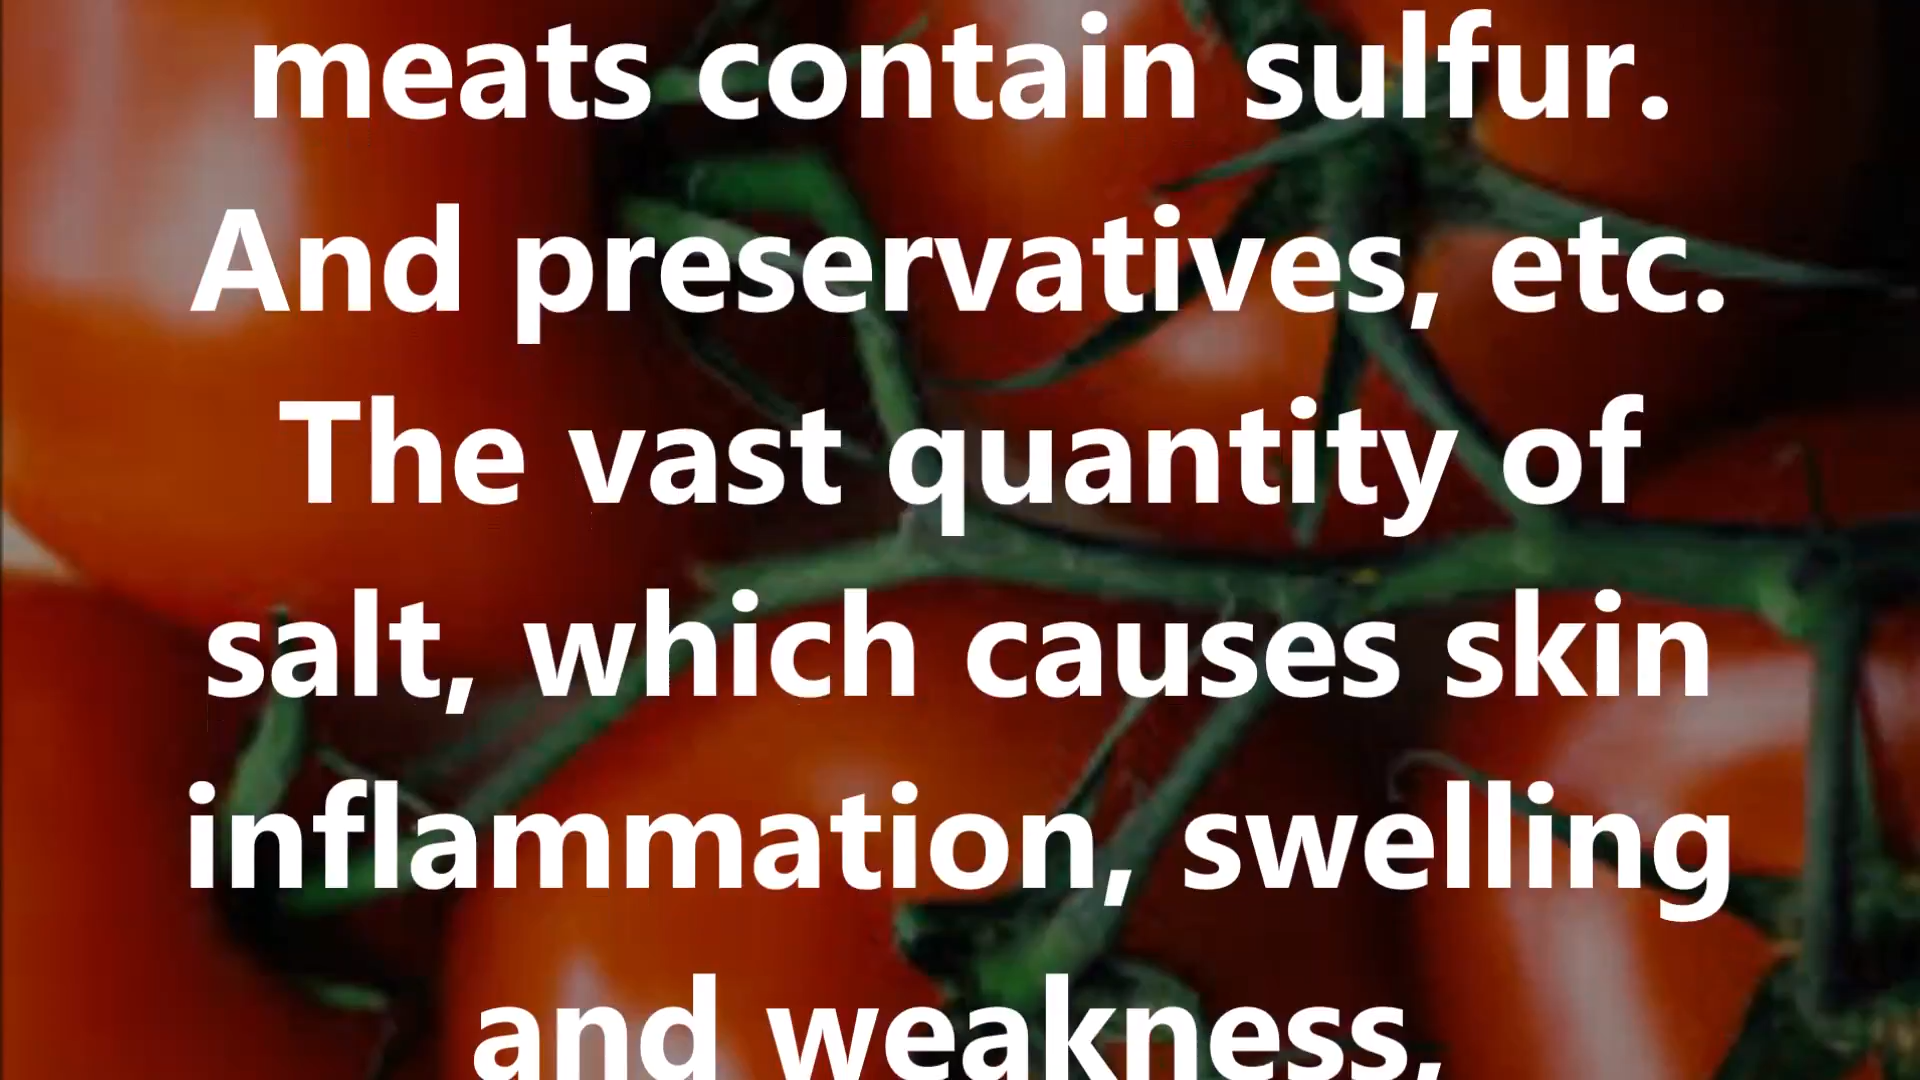 meats contain sulfur.
And preservatives, etc.
The vast quantity of
salt, which causes skin
inflammation, swelling
and weakness,